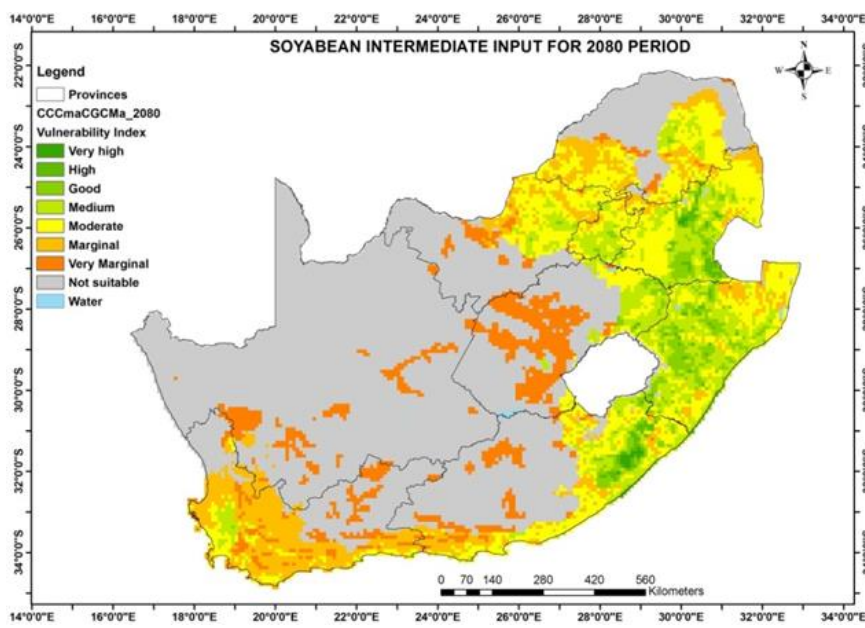 14°0'0"E 16°0'0"E 18°0'0"E 20°0'0"E 22°0'0"E 24°0'0"E 26°0'0"E 28°0'0"E 30°0'0"E 32°0'0"E 34°0'0"E
SOYABEAN INTERMEDIATE INPUT FOR 2080 PERIOD
N
W E
S
Legend
Provinces
CCCmaCGCMa_2080
Vulnerability Index
Very high
High
Good
Medium
Moderate
Marginal
Very Marginal
Not suitable
Water
22°0'0"S
24°0'0"S
26°0'0"S
28°0'0"S
30°0'0"S
32°0'0"S
34°0'0"S
0 70 140 280 420 560
Kilometers
14°0'0"E 16°0'0"E 18°0'0"E 20°0'0"E 22°0'0"E 24°0'0"E 26°0'0"E 28°0'0"E 30°0'0"E 32°0'0"E 34°0'0"E